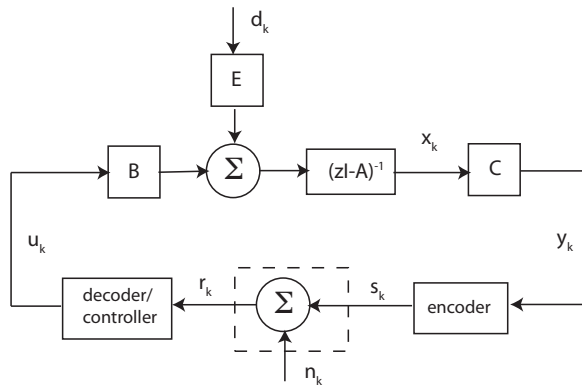 d_k
E
x_k
B
Σ
(zI-A)^-1
C
u_k
y_k
decoder/
controller
r_k
Σ
s_k
encoder
n_k